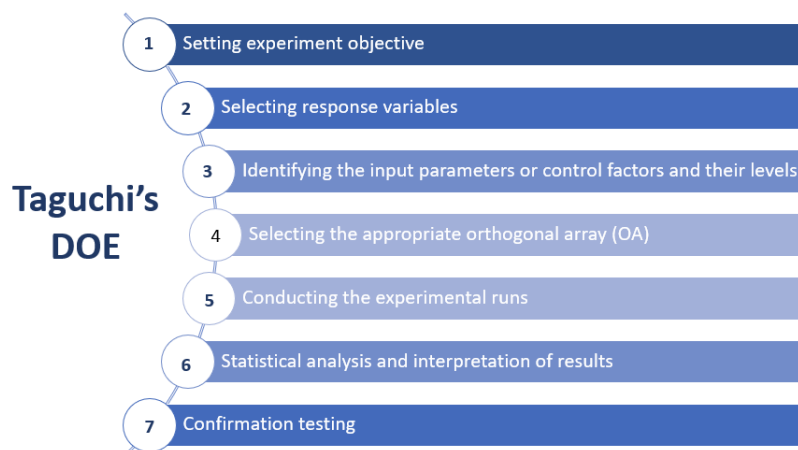 Taguchi's
DOE
1 Setting experiment objective
2 Selecting response variables
3 Identifying the input parameters or control factors and their levels
4 Selecting the appropriate orthogonal array (OA)
5 Conducting the experimental runs
6 Statistical analysis and interpretation of results
7 Confirmation testing